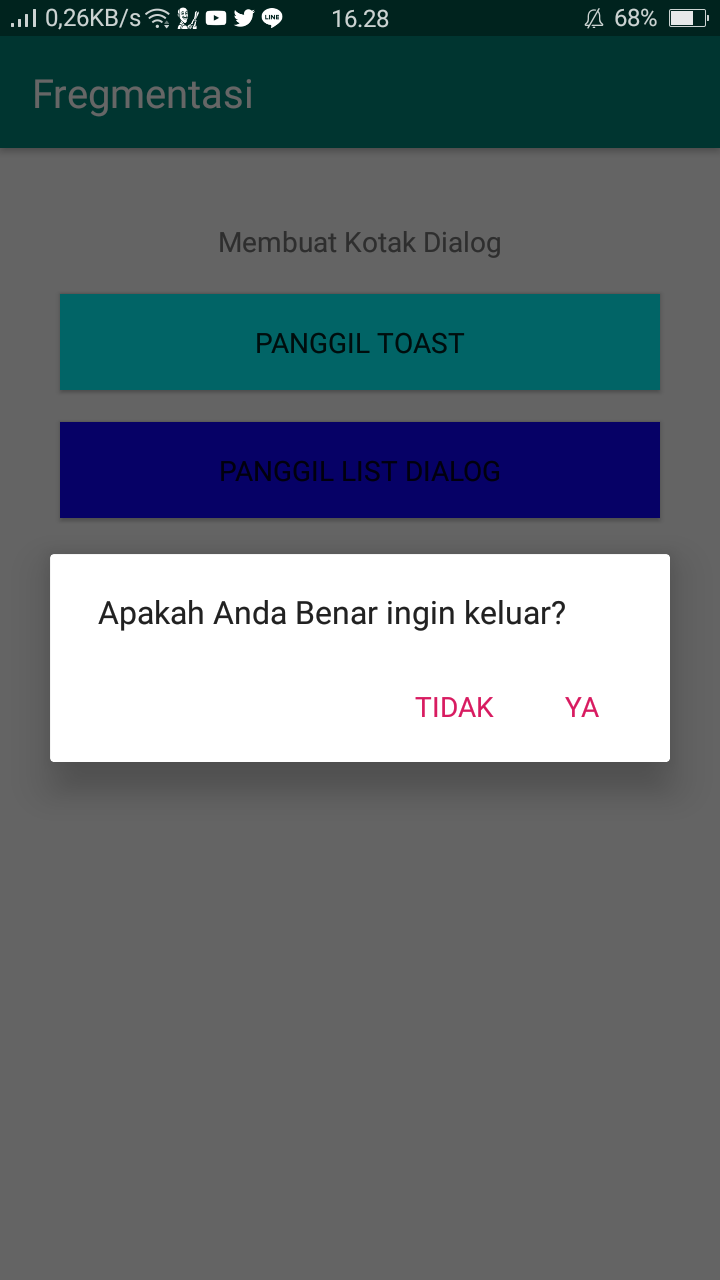 0,26KB/s LINE 16.28 68%
Fregmentasi
Membuat Kotak Dialog
PANGGIL TOAST
PANGGIL LIST DIALOG
Apakah Anda Benar ingin keluar?
TIDAK YA